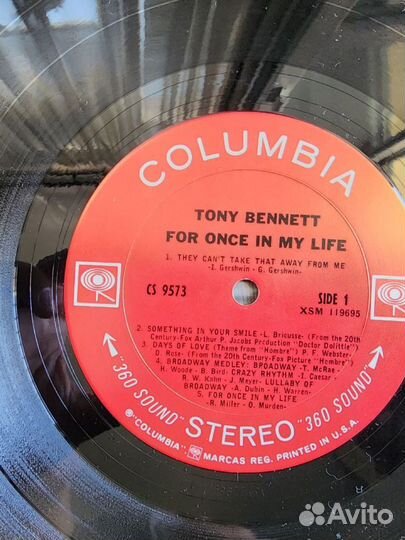 COLUMBIA
TONY BENNETT
FOR ONCE IN MY LIFE
1. THEY CAN'T TAKE THAT AWAY FROM ME
- I. Gershwin - G. Gershwin -
CS 9573
SIDE 1
XSM 119695
2. SOMETHING IN YOUR SMILE - L. Bricusse - (From the 20th
Century-Fox Arthur P. Jacobs Production "Doctor Dolittle")
3. DAYS OF LOVE (Theme from "Hombre") P. F. Webster-
D. Rose- (From the 20th Century-Fox Picture "Hombre")
4. BROADWAY MEDLEY: BROADWAY - T. McRae -
H. Woode - B. Bird CRAZY RHYTHM - I. Caesar -
R. W. Kahn - J. Meyer - LULLABY OF
BROADWAY - A. Dubin - H. Warren -
5. FOR ONCE IN MY LIFE
- R. Miller - O. Murden -
"360 SOUND" STEREO "360 SOUND"
® "COLUMBIA" MARCAS REG. PRINTED IN U.S.A.
Avito